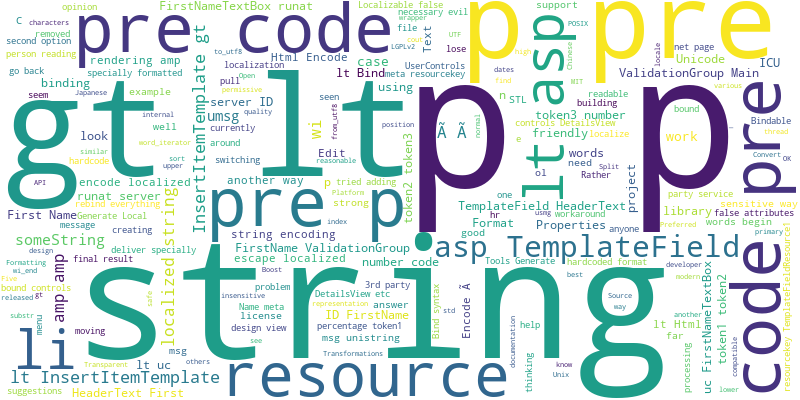 opinion
FirstNameTextBox runat
Localizable false
necessary evil
support
C
characters
removed
pre code
p pre
wrapper
file
Text
POSIX
second option
person reading
go back
rendering amp
specially formatted
Html Encode
case
UTF
lose
asp
net page
locale
Unicode
Chinese
ICU
binding
to_utf8
localization
Open
permissive
lt Bind
UserControls
meta resourcekey
LGPLv2
high
dates
find
various
ValidationGroup Main
MIT
seem
example
pull
server ID
umsg
seen
from_utf8
using
n
STL
readable
building
Bindable
thread
Japanese
internal
word_iterator
quality
currently
wi
token3 number
bound
work
Convert
OK
look
well
around
Edit
position
normal
e
controls DetailsView
friendly
localize
API
similar
sort
upper
switching
reasonable
hardcode
gt lt p p
InsertItemTemplate gt
lt
words
Rather
need
Split
project
pre
encode localized
another way
p tried adding
Platform
strong
token2 token3
party service
sensitive way
runat server
rebind everything
Generate Local
First Name
message
pre p
index
one
ol
workaround
anyone
using
TemplateField HeaderText
library
false attributes
words begin
creating
localized string
someString
string encoding
FirstName ValidationGroup
escape localized
hr
Format
good
Properties
Preferred
final result
deliver specially
number code
asp TemplateField
hardcoded format
string
Formatting
wi_end
design
Boost
3rd party
answer
Tools Generate
primary
Five
bound controls
amp amp
insensitive
problem
license
DetailsView etc
ID FirstName
Name meta
developer
modern
best
released
gt
menu
moving
design view
representation
percentage token1
msg unistring
Bind syntax
Encode Ã
Ã Ã
Source
way
uc FirstNameTextBox
token1 token2
lt Html
another
far
code
resourcekey TemplateFieldResource1
substr
li
lt uc
safe
see
std
using
documentation
help
processing
compatible
Transparent
others
msg
Transformations
count
thinking
know
Unix
lower
lt InsertItemTemplate
suggestions
HeaderText First
resource